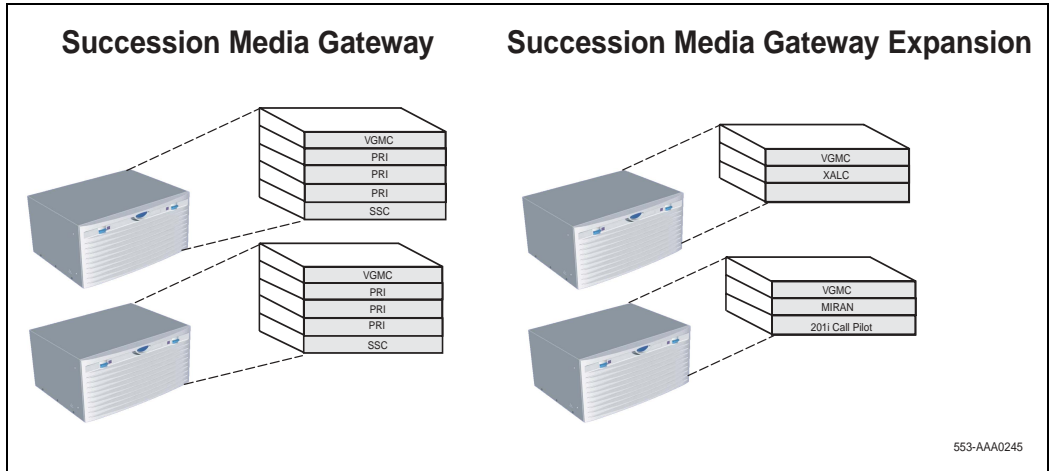 Succession Media Gateway
VGMC
PRI
PRI
PRI
SSC
VGMC
PRI
PRI
PRI
SSC
Succession Media Gateway Expansion
VGMC
XALC
VGMC
MIRAN
201i Call Pilot
553-AAA0245